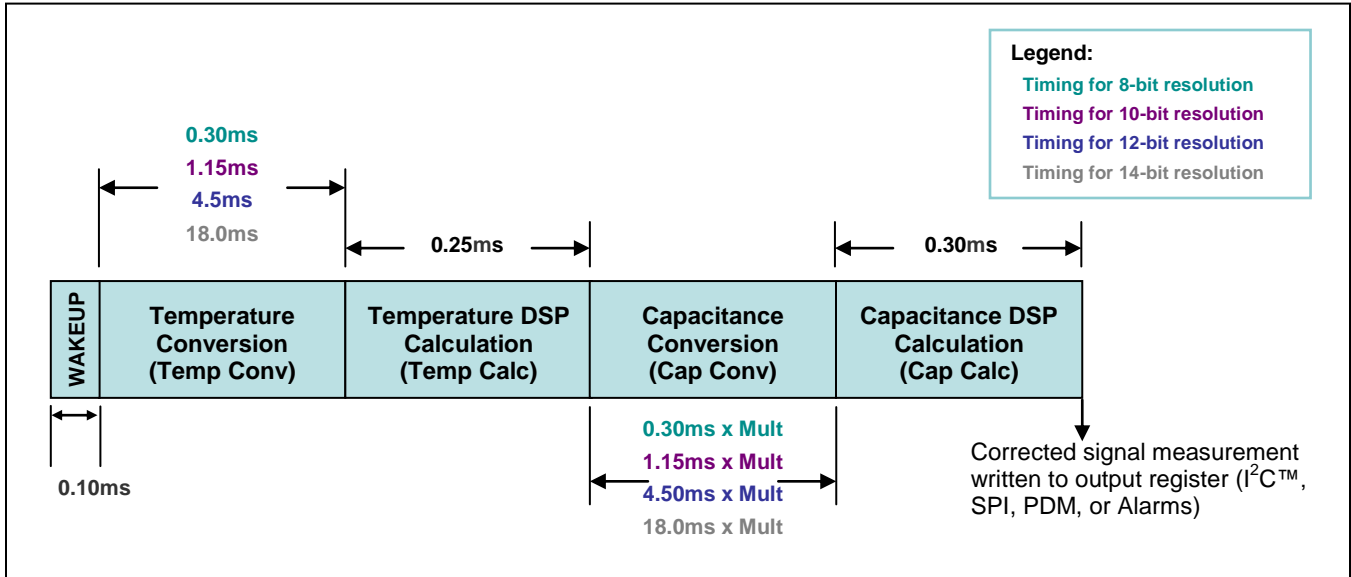 Legend:
Timing for 8-bit resolution
Timing for 10-bit resolution
Timing for 12-bit resolution
Timing for 14-bit resolution
0.30ms
1.15ms
4.5ms
18.0ms
0.25ms
0.30ms
WAKEUP
Temperature
Conversion
(Temp Conv)
Temperature DSP
Calculation
(Temp Calc)
Capacitance
Conversion
(Cap Conv)
Capacitance DSP
Calculation
(Cap Calc)
0.10ms
0.30ms x Mult
1.15ms x Mult
4.50ms x Mult
18.0ms x Mult
Corrected signal measurement
written to output register (I²C™,
SPI, PDM, or Alarms)